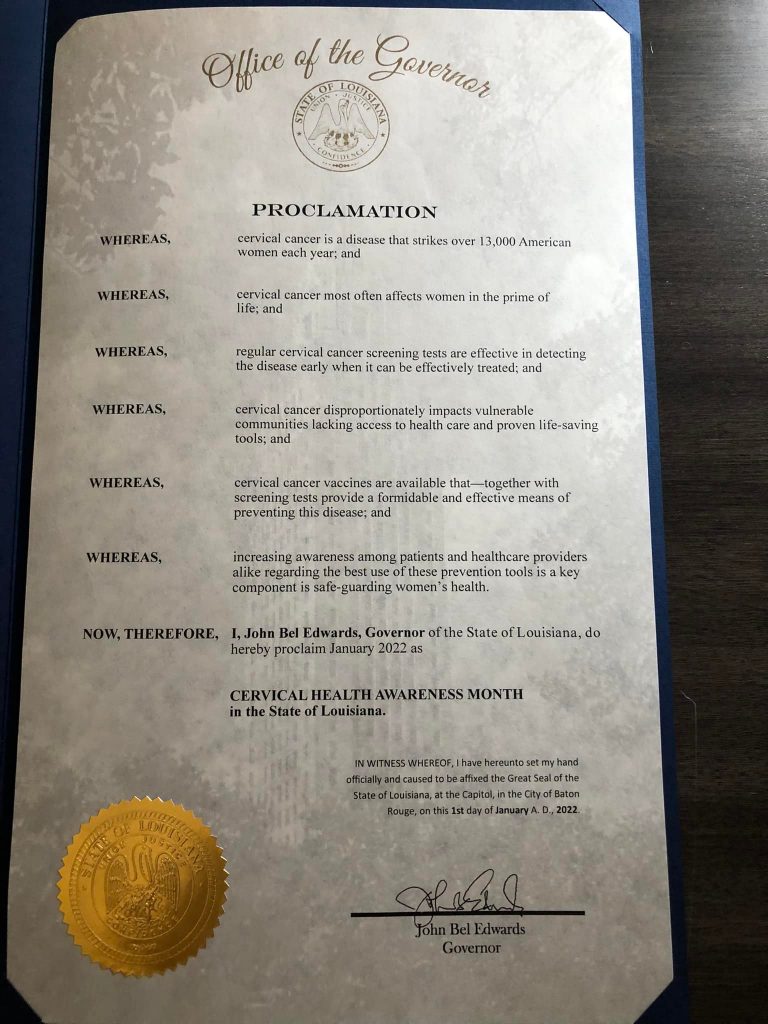 Office of the Governor
STATE OF LOUISIANA
UNION · JUSTICE
CONFIDENCE
PROCLAMATION
WHEREAS, cervical cancer is a disease that strikes over 13,000 American
women each year; and
WHEREAS, cervical cancer most often affects women in the prime of
life; and
WHEREAS, regular cervical cancer screening tests are effective in detecting
the disease early when it can be effectively treated; and
WHEREAS, cervical cancer disproportionately impacts vulnerable
communities lacking access to health care and proven life-saving
tools; and
WHEREAS, cervical cancer vaccines are available that—together with
screening tests provide a formidable and effective means of
preventing this disease; and
WHEREAS, increasing awareness among patients and healthcare providers
alike regarding the best use of these prevention tools is a key
component is safe-guarding women's health.
NOW, THEREFORE, I, John Bel Edwards, Governor of the State of Louisiana, do
hereby proclaim January 2022 as
CERVICAL HEALTH AWARENESS MONTH
in the State of Louisiana.
IN WITNESS WHEREOF, I have hereunto set my hand
officially and caused to be affixed the Great Seal of the
State of Louisiana, at the Capitol, in the City of Baton
Rouge, on this 1st day of January A. D., 2022.
STATE OF LOUISIANA
UNION JUSTICE
CONFIDENCE
John Bel Edwards
John Bel Edwards
Governor